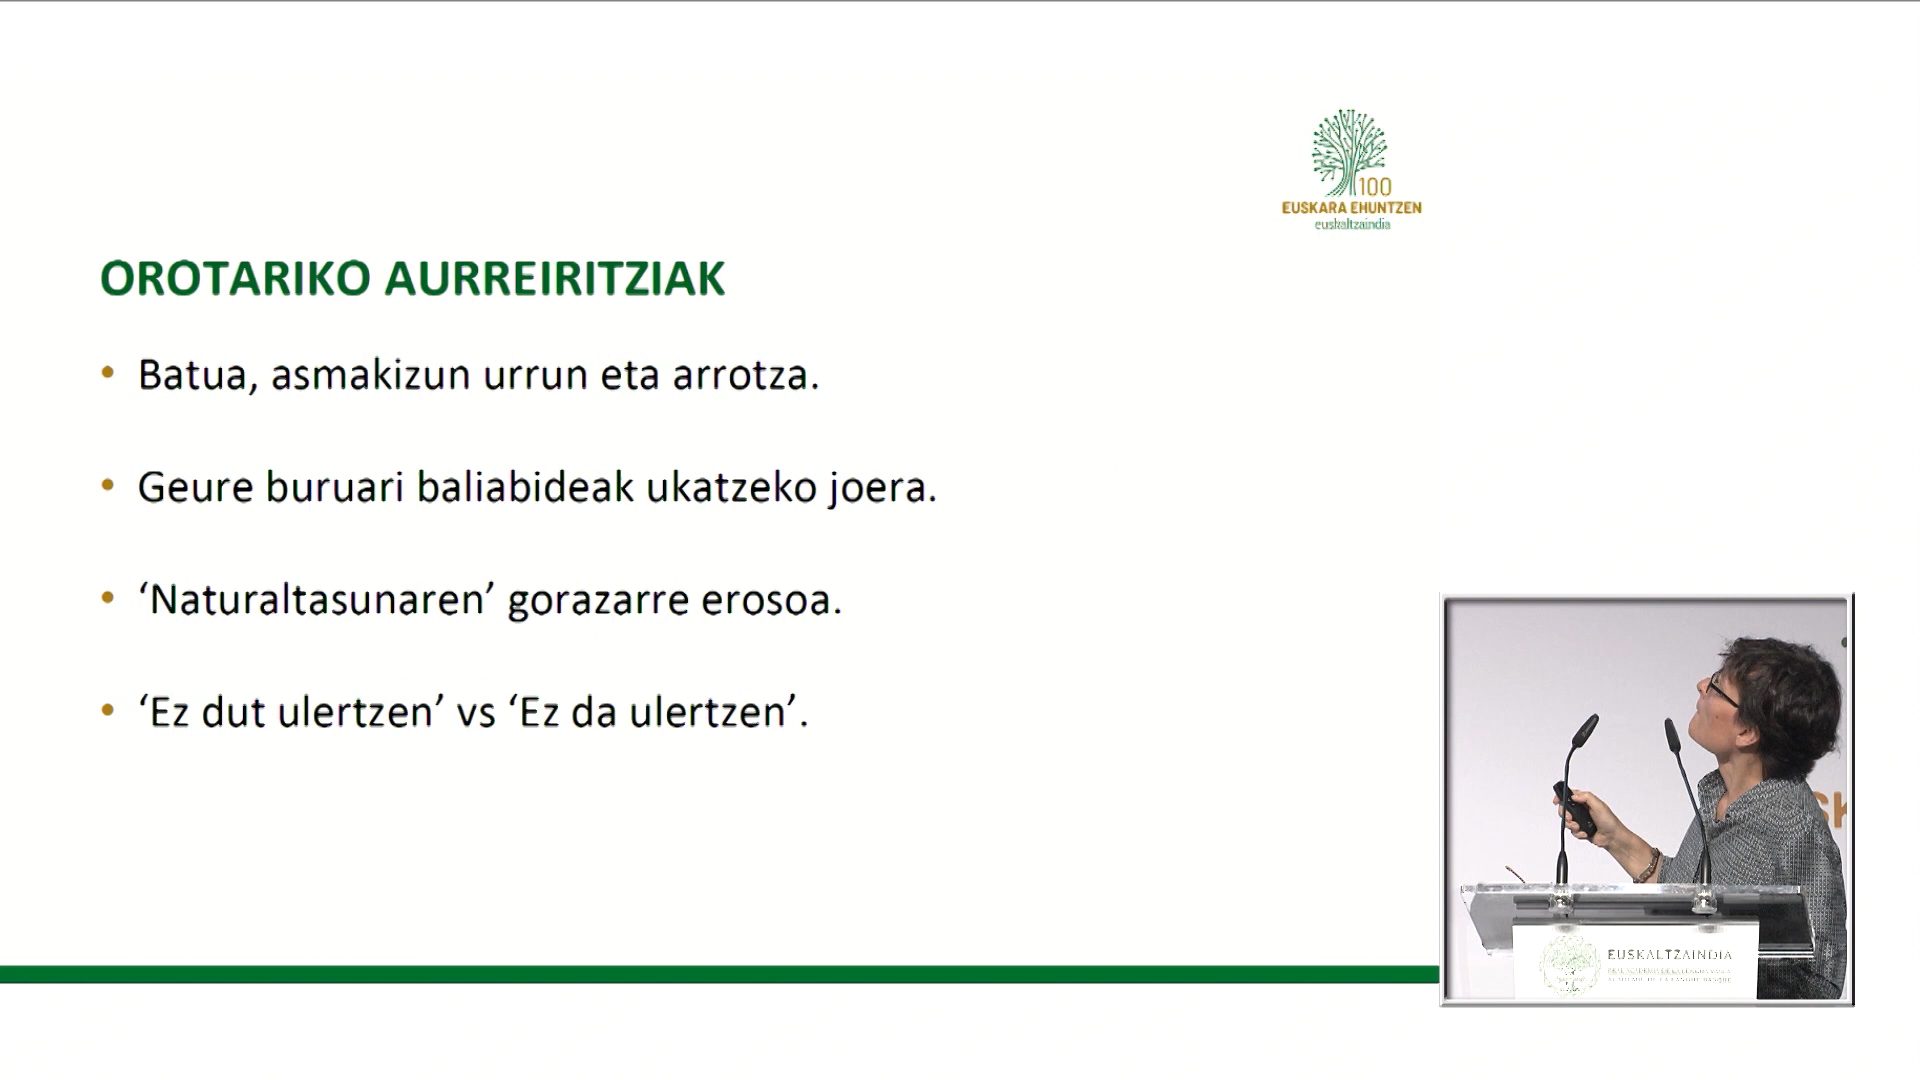 100
EUSKARA EHUNTZEN
euskaltzaindia
OROTARIKO AURREIRITZIAK
• Batua, asmakizun urrun eta arrotza.
• Geure buruari baliabideak ukatzeko joera.
• ‘Naturaltasunaren’ gorazarre erosoa.
• ‘Ez dut ulertzen’ vs ‘Ez da ulertzen’.
SK
EUSKALTZAINDIA